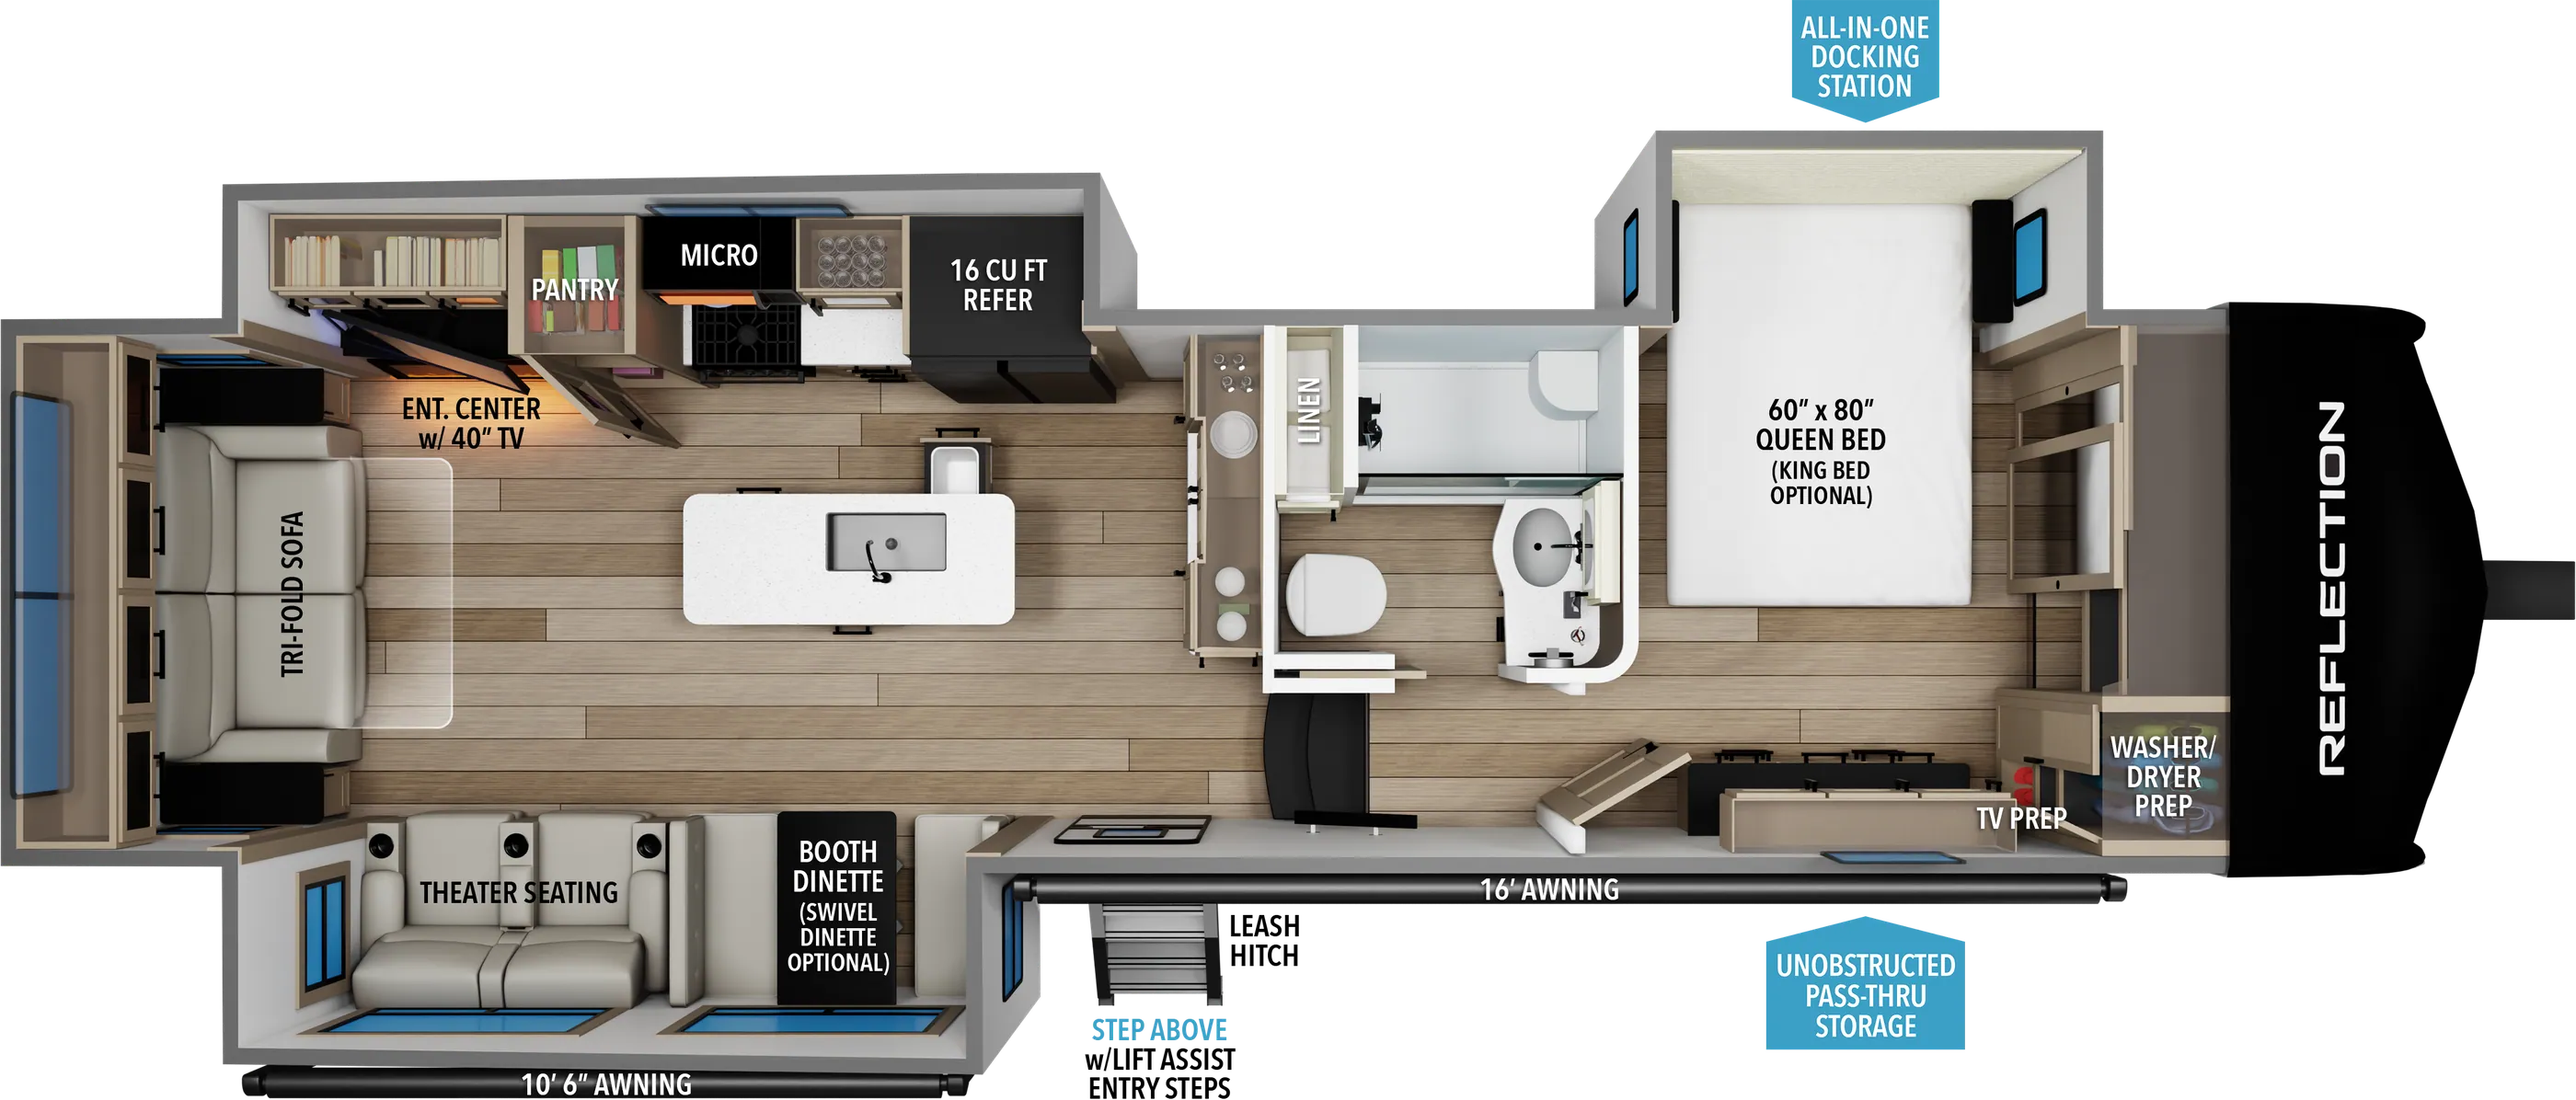 ALL-IN-ONE
DOCKING
STATION
MICRO
PANTRY
16 CU FT
REFER
ENT. CENTER
w/ 40” TV
LINEN
60” x 80”
QUEEN BED
(KING BED
OPTIONAL)
TRI-FOLD SOFA
REFLECTION
WASHER/
DRYER
PREP
TV PREP
THEATER SEATING
BOOTH
DINETTE
(SWIVEL
DINETTE
OPTIONAL)
16’ AWNING
LEASH
HITCH
UNOBSTRUCTED
PASS-THRU
STORAGE
STEP ABOVE
w/LIFT ASSIST
ENTRY STEPS
10’ 6” AWNING